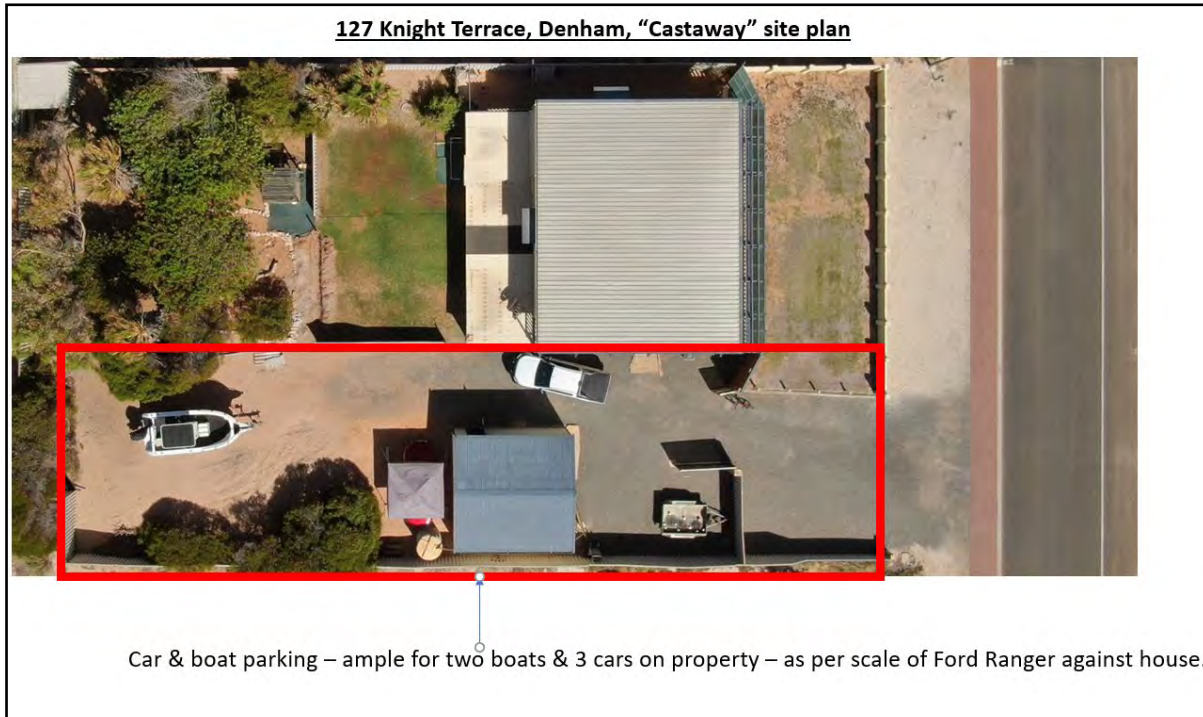 127 Knight Terrace, Denham, “Castaway” site plan
Car & boat parking – ample for two boats & 3 cars on property – as per scale of Ford Ranger against house.